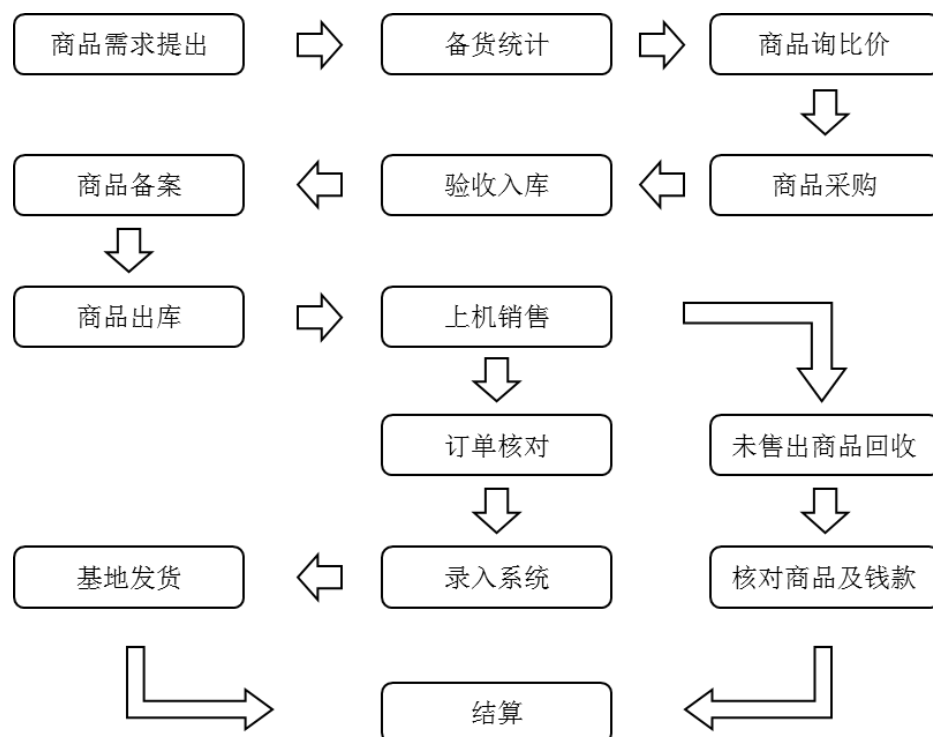 商品需求提出
备货统计
商品询比价
商品备案
验收入库
商品采购
商品出库
上机销售
订单核对
未售出商品回收
基地发货
录入系统
核对商品及钱款
结算